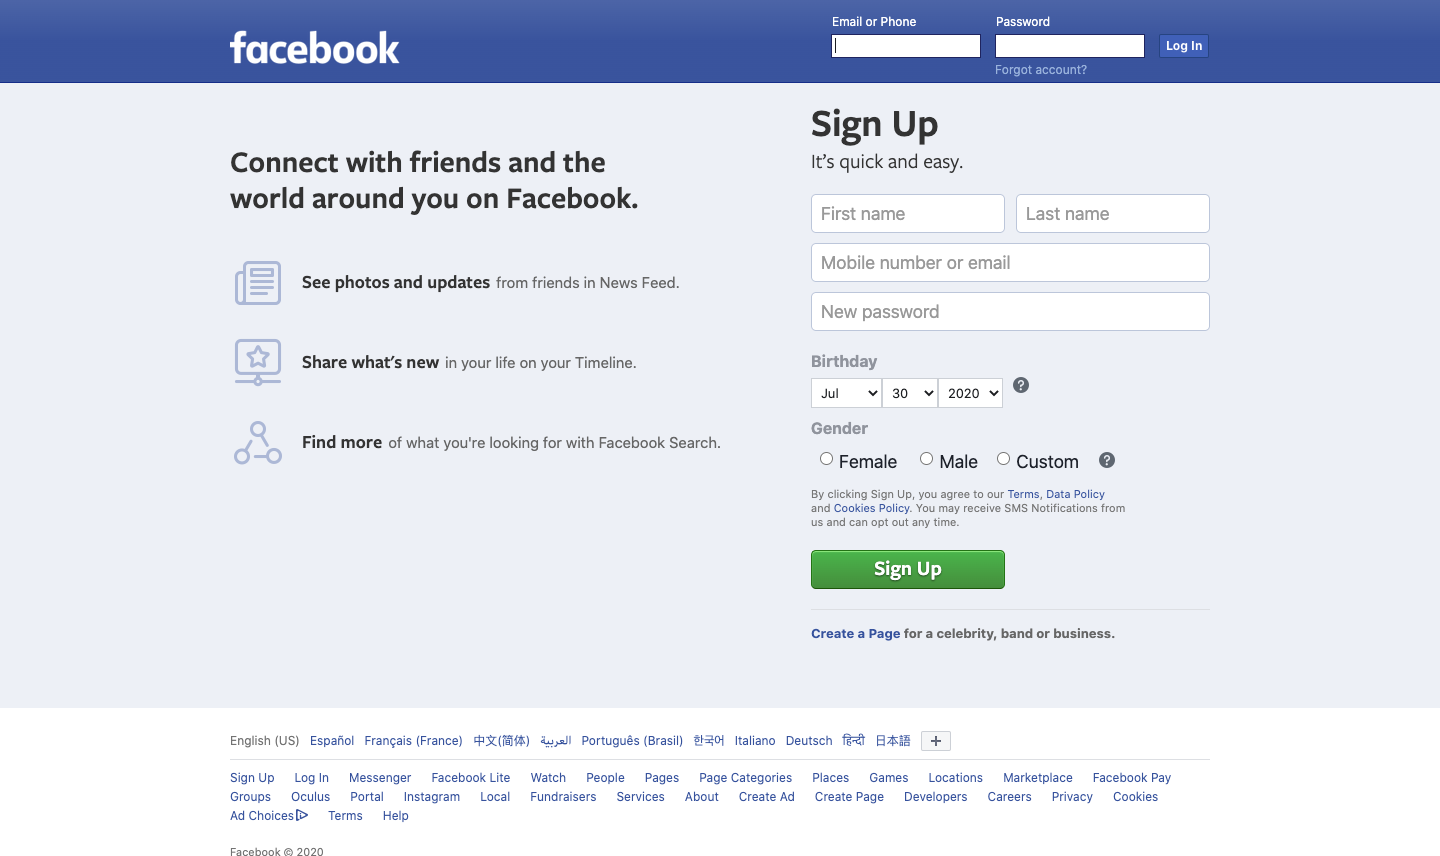 facebook
Email or Phone
Password
Log In
Forgot account?
Connect with friends and the
world around you on Facebook.
See photos and updates from friends in News Feed.
Share what's new in your life on your Timeline.
Find more of what you're looking for with Facebook Search.
Sign Up
It's quick and easy.
First name Last name
Mobile number or email
New password
Birthday
Jul 30 2020 ?
Gender
Female Male Custom ?
By clicking Sign Up, you agree to our Terms, Data Policy
and Cookies Policy. You may receive SMS Notifications from
us and can opt out any time.
Sign Up
Create a Page for a celebrity, band or business.
English (US) Español Français (France) 中文(简体) العربية Português (Brasil) 한국어 Italiano Deutsch हिन्दी 日本語 +
Sign Up Log In Messenger Facebook Lite Watch People Pages Page Categories Places Games Locations Marketplace Facebook Pay
Groups Oculus Portal Instagram Local Fundraisers Services About Create Ad Create Page Developers Careers Privacy Cookies
Ad Choices Terms Help
Facebook © 2020